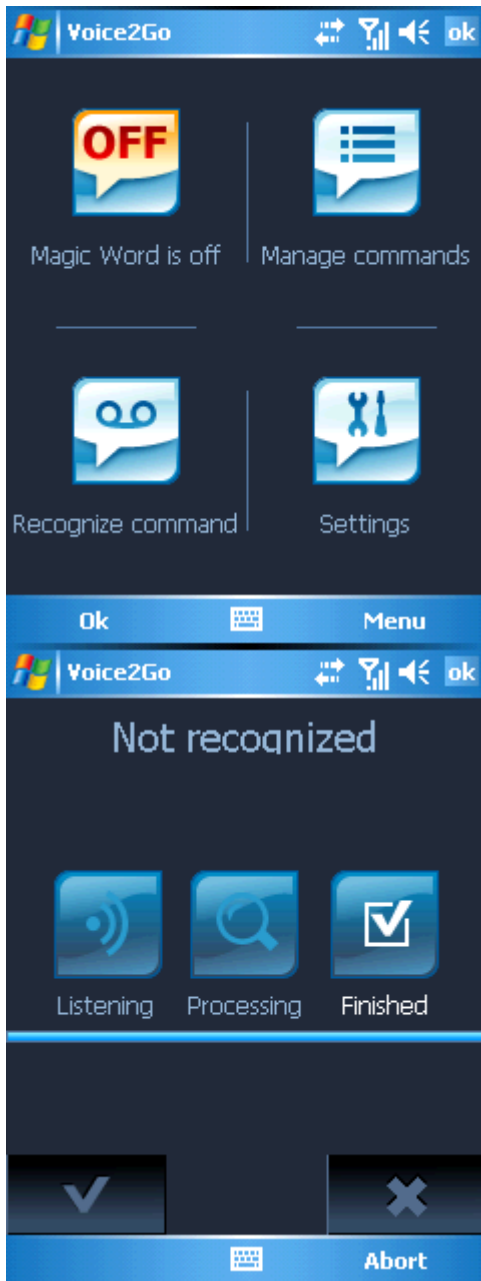 Voice2Go ok
OFF
Magic Word is off Manage commands
Recognize command Settings
Ok Menu
Voice2Go ok
Not recognized
Listening Processing Finished
Abort